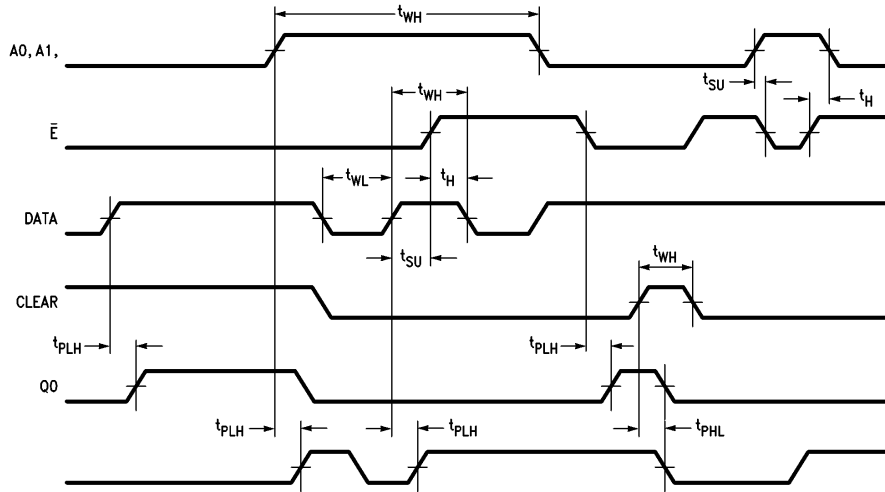 tWH
A0, A1,
tSU
tWH
tH
Ē
tWL
tH
DATA
tSU
tWH
CLEAR
tPLH
tPLH
Q0
tPLH
tPLH
tPHL